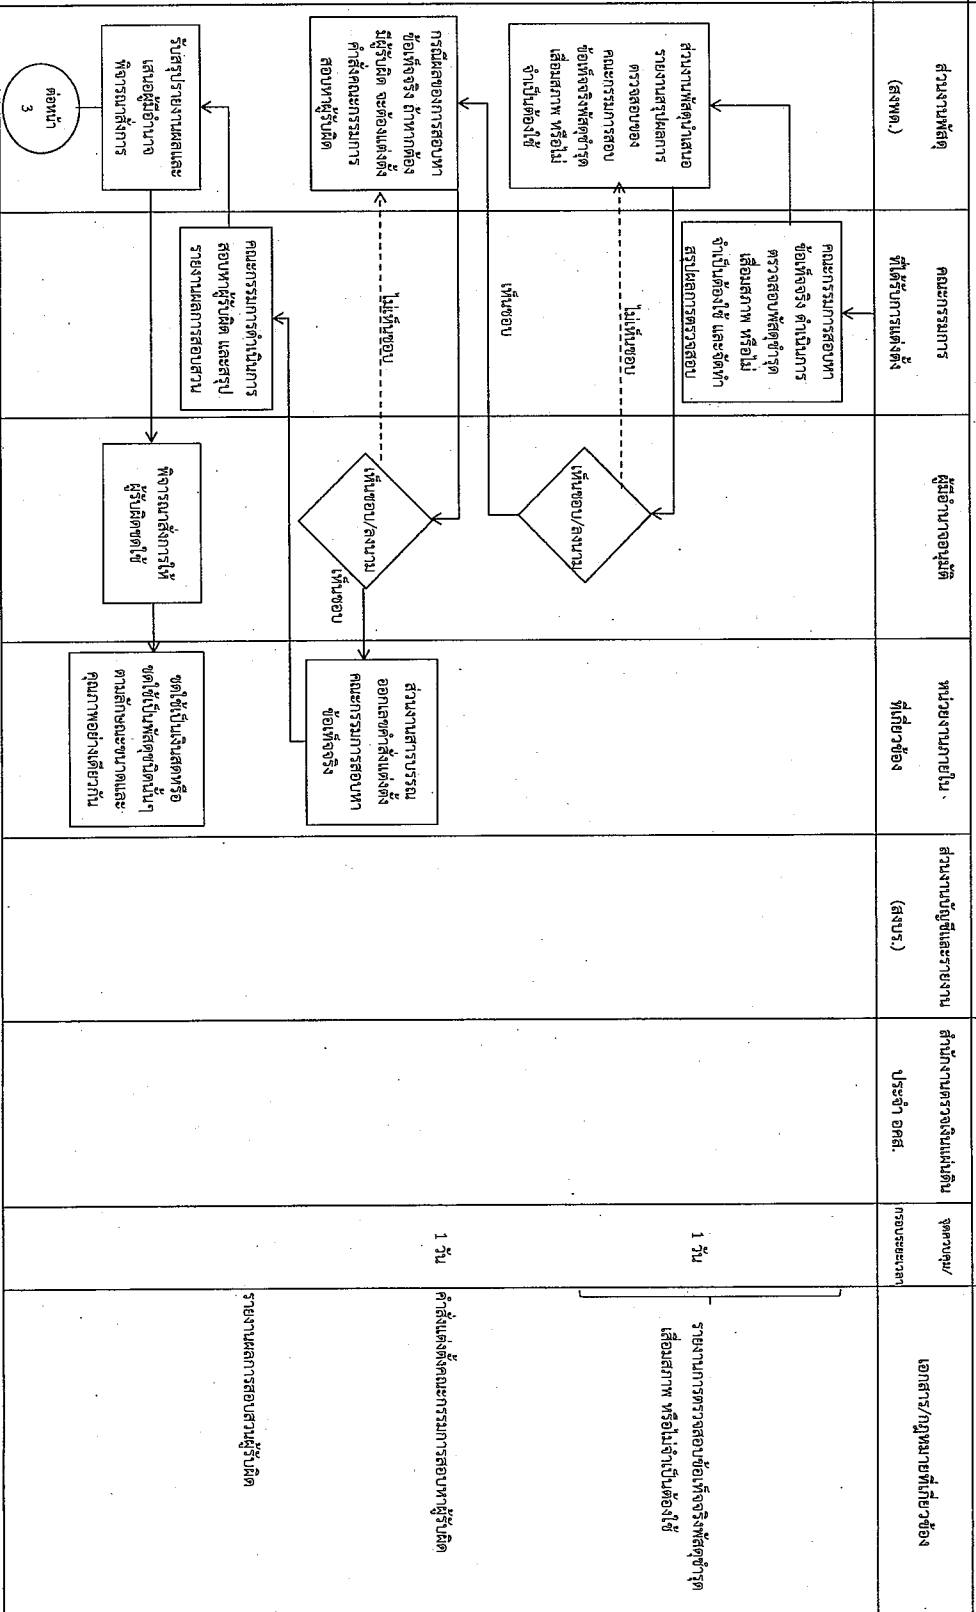 ส่วนงานพัสดุ
(สงพด.)
คณะกรรมการ
ที่ได้รับการแต่งตั้ง
ผู้มีอำนาจอนุมัติ
หน่วยงานภายใน
ที่เกี่ยวข้อง
ส่วนงานบัญชีและรายงาน
(สงบร.)
สำนักงานตรวจเงินแผ่นดิน
ประจำ อคส.
จุดควบคุม/
กรอบระยะเวลา
เอกสาร/กฎหมายที่เกี่ยวข้อง
คณะกรรมการสอบหา
ข้อเท็จจริง ดำเนินการ
ตรวจสอบพัสดุชำรุด
เสื่อมสภาพ หรือไม่
จำเป็นต้องใช้ และจัดทำ
สรุปผลการตรวจสอบ
ส่วนงานพัสดุนำเสนอ
รายงานสรุปผลการ
ตรวจสอบของ
คณะกรรมการสอบ
ข้อเท็จจริงพัสดุชำรุด
เสื่อมสภาพ หรือไม่
จำเป็นต้องใช้
ไม่เห็นชอบ
เห็นชอบ/ลงนาม
เห็นชอบ
1 วัน
รายงานการตรวจสอบข้อเท็จจริงพัสดุชำรุด
เสื่อมสภาพ หรือไม่จำเป็นต้องใช้
กรณีผลของการสอบหา
ข้อเท็จจริง ถ้าหากต้อง
มีผู้รับผิด จะต้องแต่งตั้ง
คำสั่งคณะกรรมการ
สอบหาผู้รับผิด
ไม่เห็นชอบ
เห็นชอบ/ลงนาม
เห็นชอบ
ส่วนงานสารบรรณ
ออกเลขคำสั่งแต่งตั้ง
คณะกรรมการสอบหา
ข้อเท็จจริง
1 วัน
คำสั่งแต่งตั้งคณะกรรมการสอบหาผู้รับผิด
คณะกรรมการดำเนินการ
สอบหาผู้รับผิด และสรุป
รายงานผลการสอบสวน
รายงานผลการสอบสวนผู้รับผิด
รับสรุปรายงานผลและ
เสนอผู้มีอำนาจ
พิจารณาสั่งการ
พิจารณาสั่งการให้
ผู้รับผิดชดใช้
ชดใช้เป็นเงินสดหรือ
ชดใช้เป็นพัสดุชนิดนั้นๆ
ตามลักษณะขนาดและ
คุณภาพอย่างเดียวกัน
ต่อหน้า
3